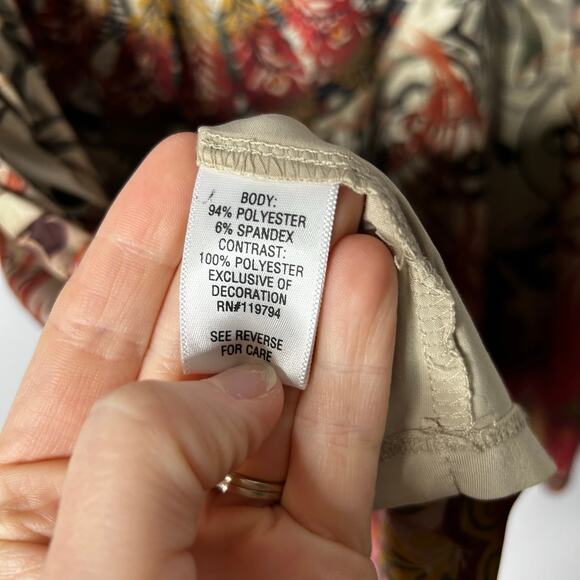 BODY:
94% POLYESTER
6% SPANDEX
CONTRAST:
100% POLYESTER
EXCLUSIVE OF
DECORATION
RN#119794
SEE REVERSE
FOR CARE